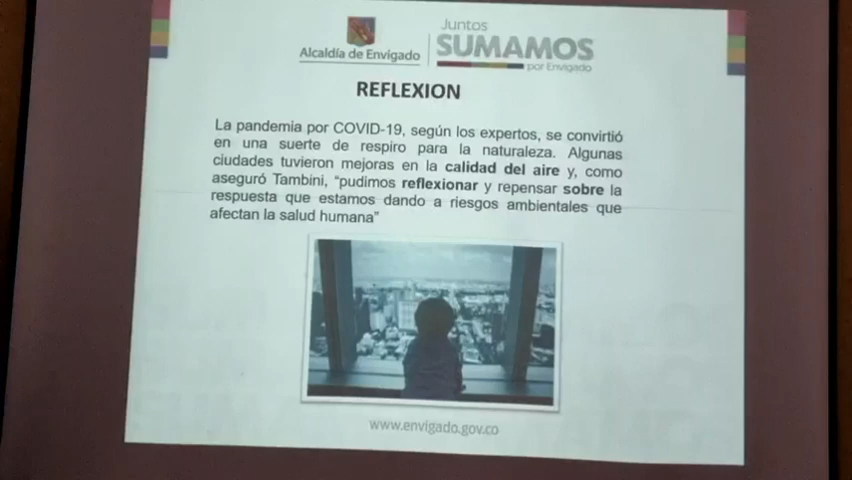 Juntos
Alcaldía de Envigado
SUMAMOS
por Envigado
REFLEXION
La pandemia por COVID-19, según los expertos, se convirtió
en una suerte de respiro para la naturaleza. Algunas
ciudades tuvieron mejoras en la calidad del aire y, como
aseguró Tambini, “pudimos reflexionar y repensar sobre la
respuesta que estamos dando a riesgos ambientales que
afectan la salud humana”
www.envigado.gov.co